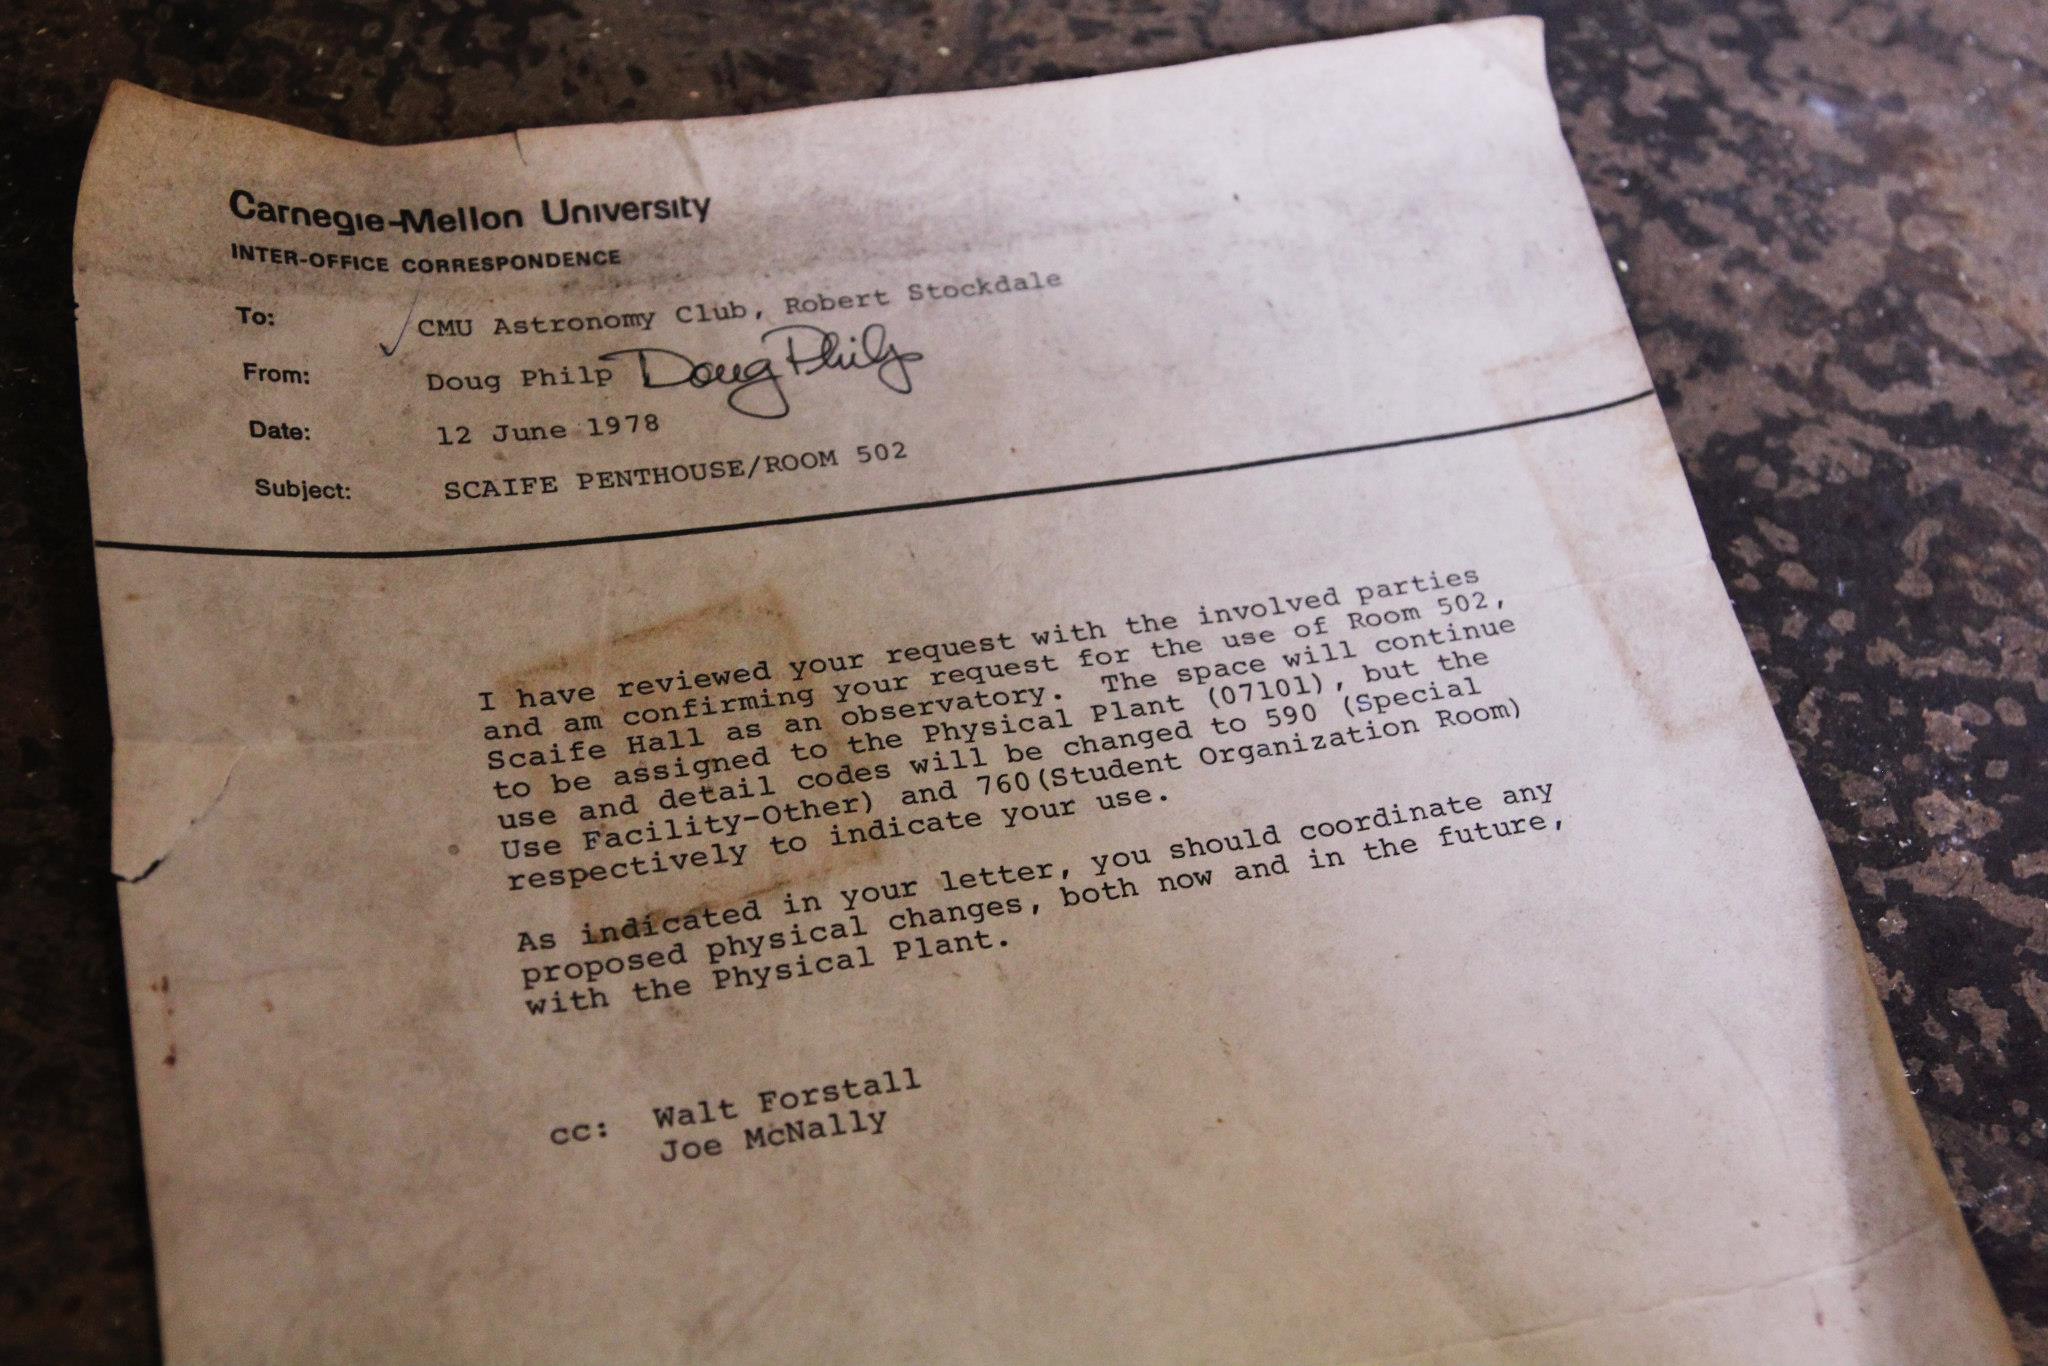 Carnegie-Mellon University
INTER-OFFICE CORRESPONDENCE
To: CMU Astronomy Club, Robert Stockdale
From: Doug Philp Doug Philp
Date: 12 June 1978
Subject: SCAIFE PENTHOUSE/ROOM 502
I have reviewed your request with the involved parties
and am confirming your request for the use of Room 502,
Scaife Hall as an observatory. The space will continue
to be assigned to the Physical Plant (07101), but the
use and detail codes will be changed to 590 (Special
Use Facility-Other) and 760(Student Organization Room)
respectively to indicate your use.
As indicated in your letter, you should coordinate any
proposed physical changes, both now and in the future,
with the Physical Plant.
cc: Walt Forstall
Joe McNally